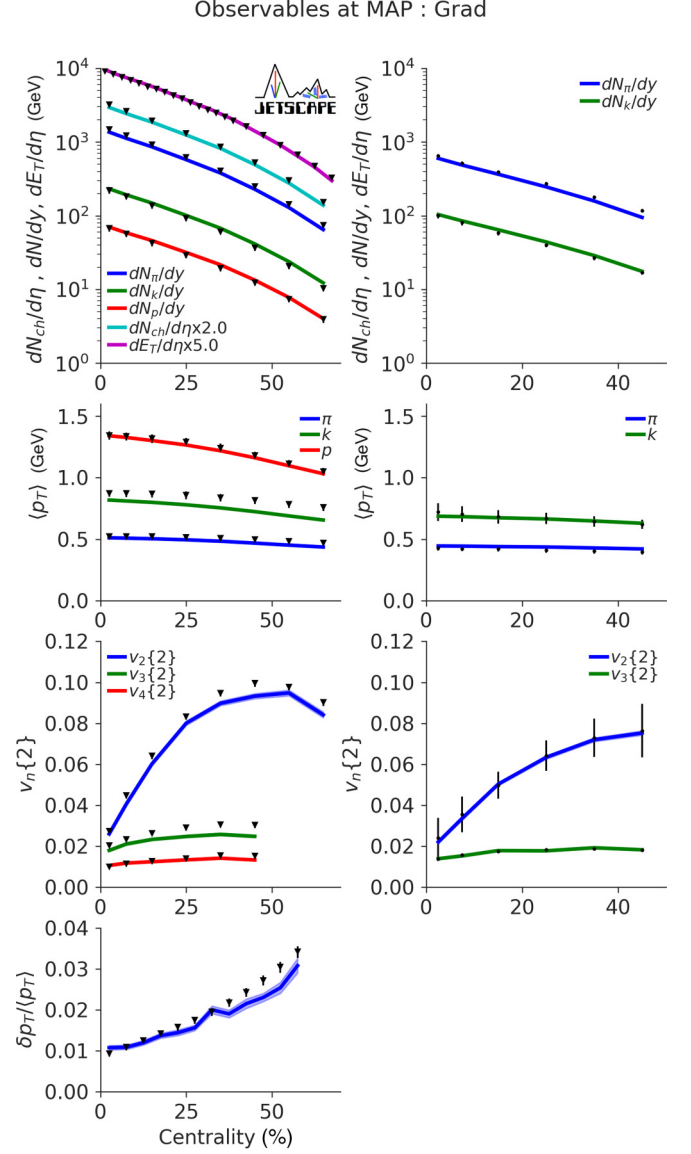 Observables at MAP : Grad
dN_ch/dη , dN/dy, dE_T/dη (GeV)
10^4
10^3
10^2
10^1
10^0
JETSCAPE
dN_π/dy
dN_k/dy
dN_p/dy
dN_ch/dηx2.0
dE_T/dηx5.0
0
25
50
dN_ch/dη , dN/dy, dE_T/dη (GeV)
10^4
10^3
10^2
10^1
10^0
dN_π/dy
dN_k/dy
0
20
40
⟨p_T⟩ (GeV)
1.5
1.0
0.5
0.0
π
k
p
0
25
50
⟨p_T⟩ (GeV)
1.5
1.0
0.5
0.0
π
k
0
20
40
v_n{2}
0.12
0.10
0.08
0.06
0.04
0.02
0.00
v_2{2}
v_3{2}
v_4{2}
0
25
50
v_n{2}
0.12
0.10
0.08
0.06
0.04
0.02
0.00
v_2{2}
v_3{2}
0
20
40
δp_T/⟨p_T⟩
0.04
0.03
0.02
0.01
0.00
0
25
50
Centrality (%)